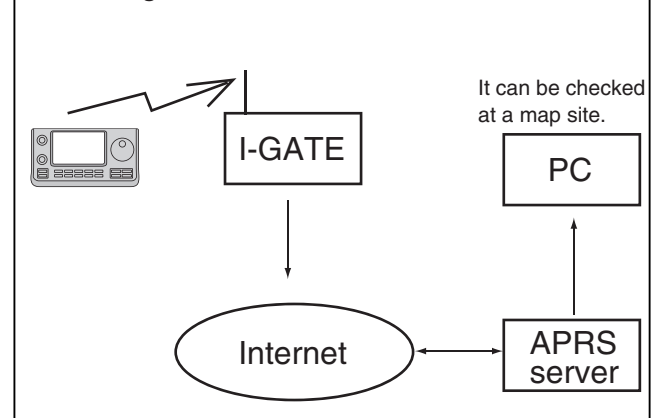 It can be checked
at a map site.
I-GATE
PC
Internet
APRS
server